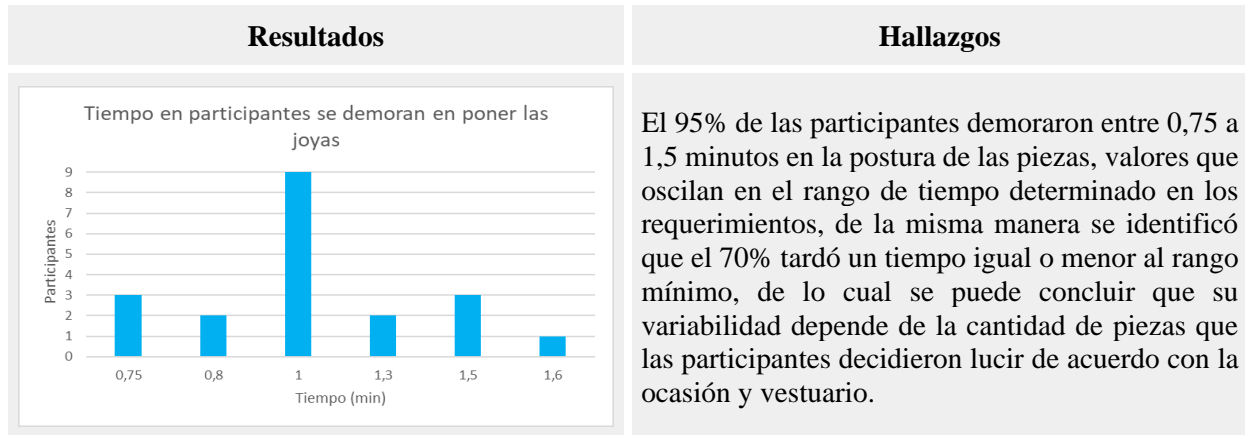 Resultados
Hallazgos
Tiempo en participantes se demoran en poner las
joyas
Participantes
9
8
7
6
5
4
3
2
1
0
0,75 0,8 1 1,3 1,5 1,6
Tiempo (min)
El 95% de las participantes demoraron entre 0,75 a
1,5 minutos en la postura de las piezas, valores que
oscilan en el rango de tiempo determinado en los
requerimientos, de la misma manera se identificó
que el 70% tardó un tiempo igual o menor al rango
mínimo, de lo cual se puede concluir que su
variabilidad depende de la cantidad de piezas que
las participantes decidieron lucir de acuerdo con la
ocasión y vestuario.